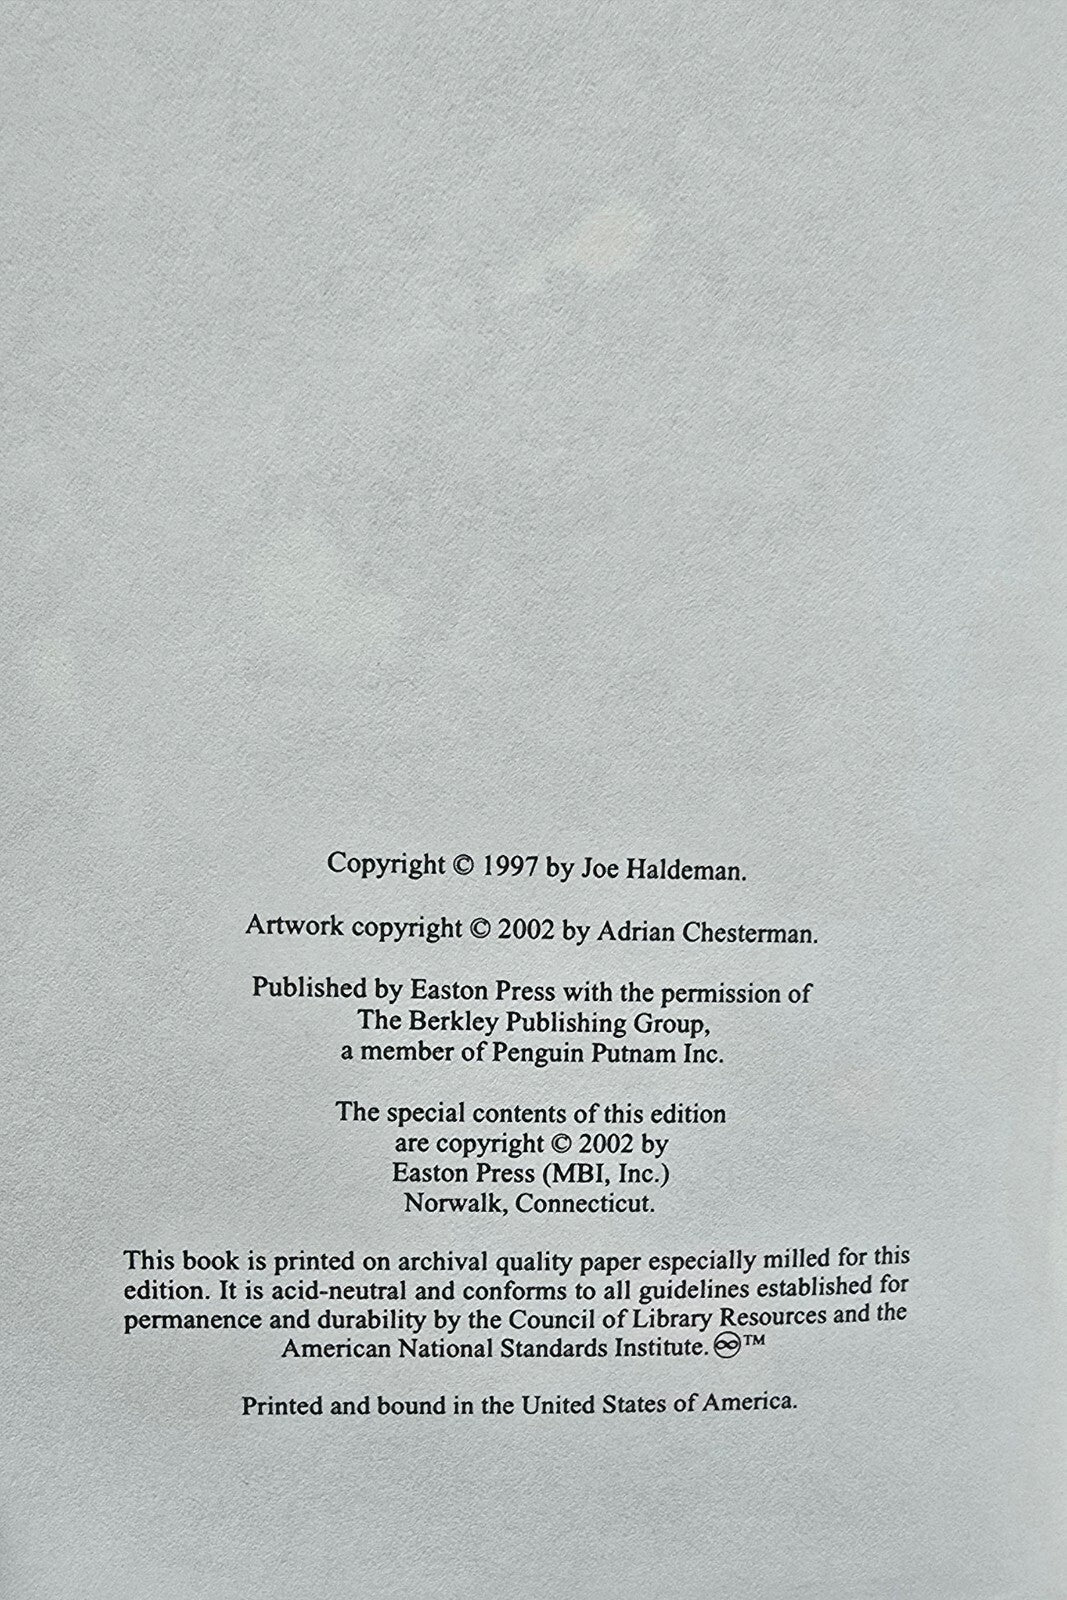 Copyright © 1997 by Joe Haldeman.
Artwork copyright © 2002 by Adrian Chesterman.
Published by Easton Press with the permission of
The Berkley Publishing Group,
a member of Penguin Putnam Inc.
The special contents of this edition
are copyright © 2002 by
Easton Press (MBI, Inc.)
Norwalk, Connecticut.
This book is printed on archival quality paper especially milled for this
edition. It is acid-neutral and conforms to all guidelines established for
permanence and durability by the Council of Library Resources and the
American National Standards Institute. ♾™
Printed and bound in the United States of America.